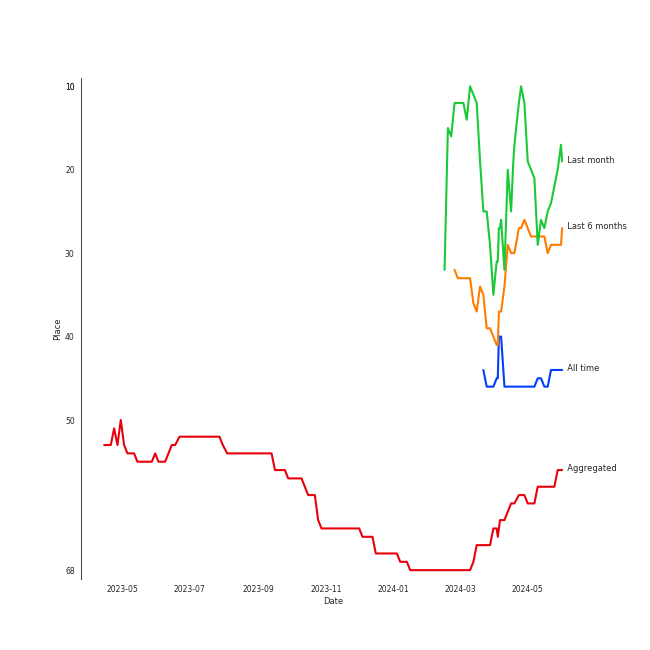 10
20
30
40
50
68
Place
Last month
Last 6 months
All time
Aggregated
2023-05
2023-07
2023-09
2023-11
2024-01
2024-03
2024-05
Date